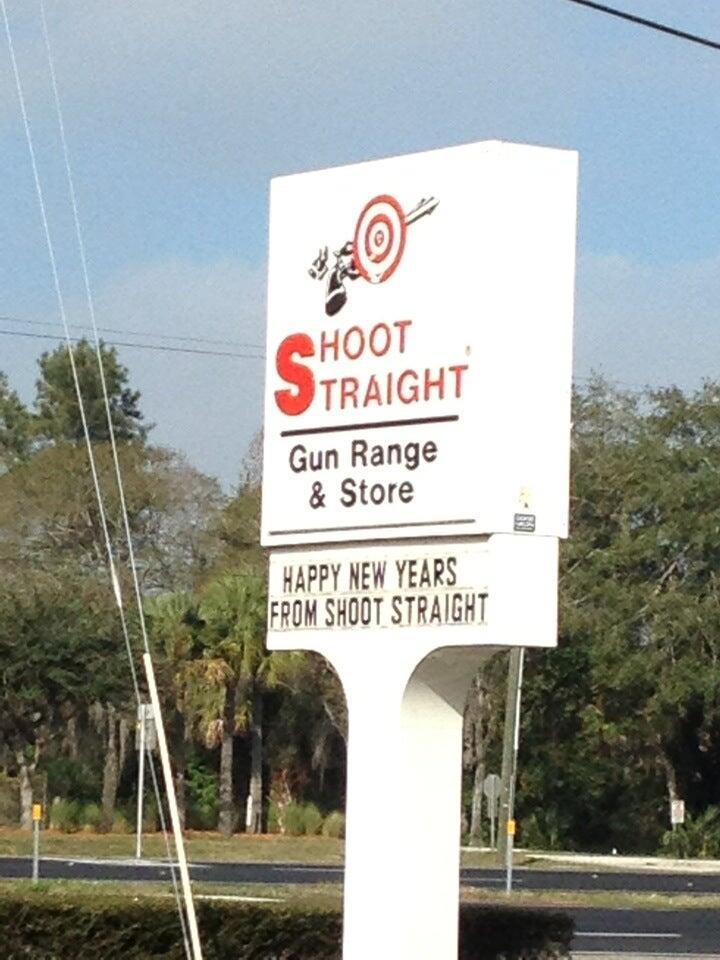 SHOOT
STRAIGHT
Gun Range
& Store
HAPPY NEW YEARS
FROM SHOOT STRAIGHT